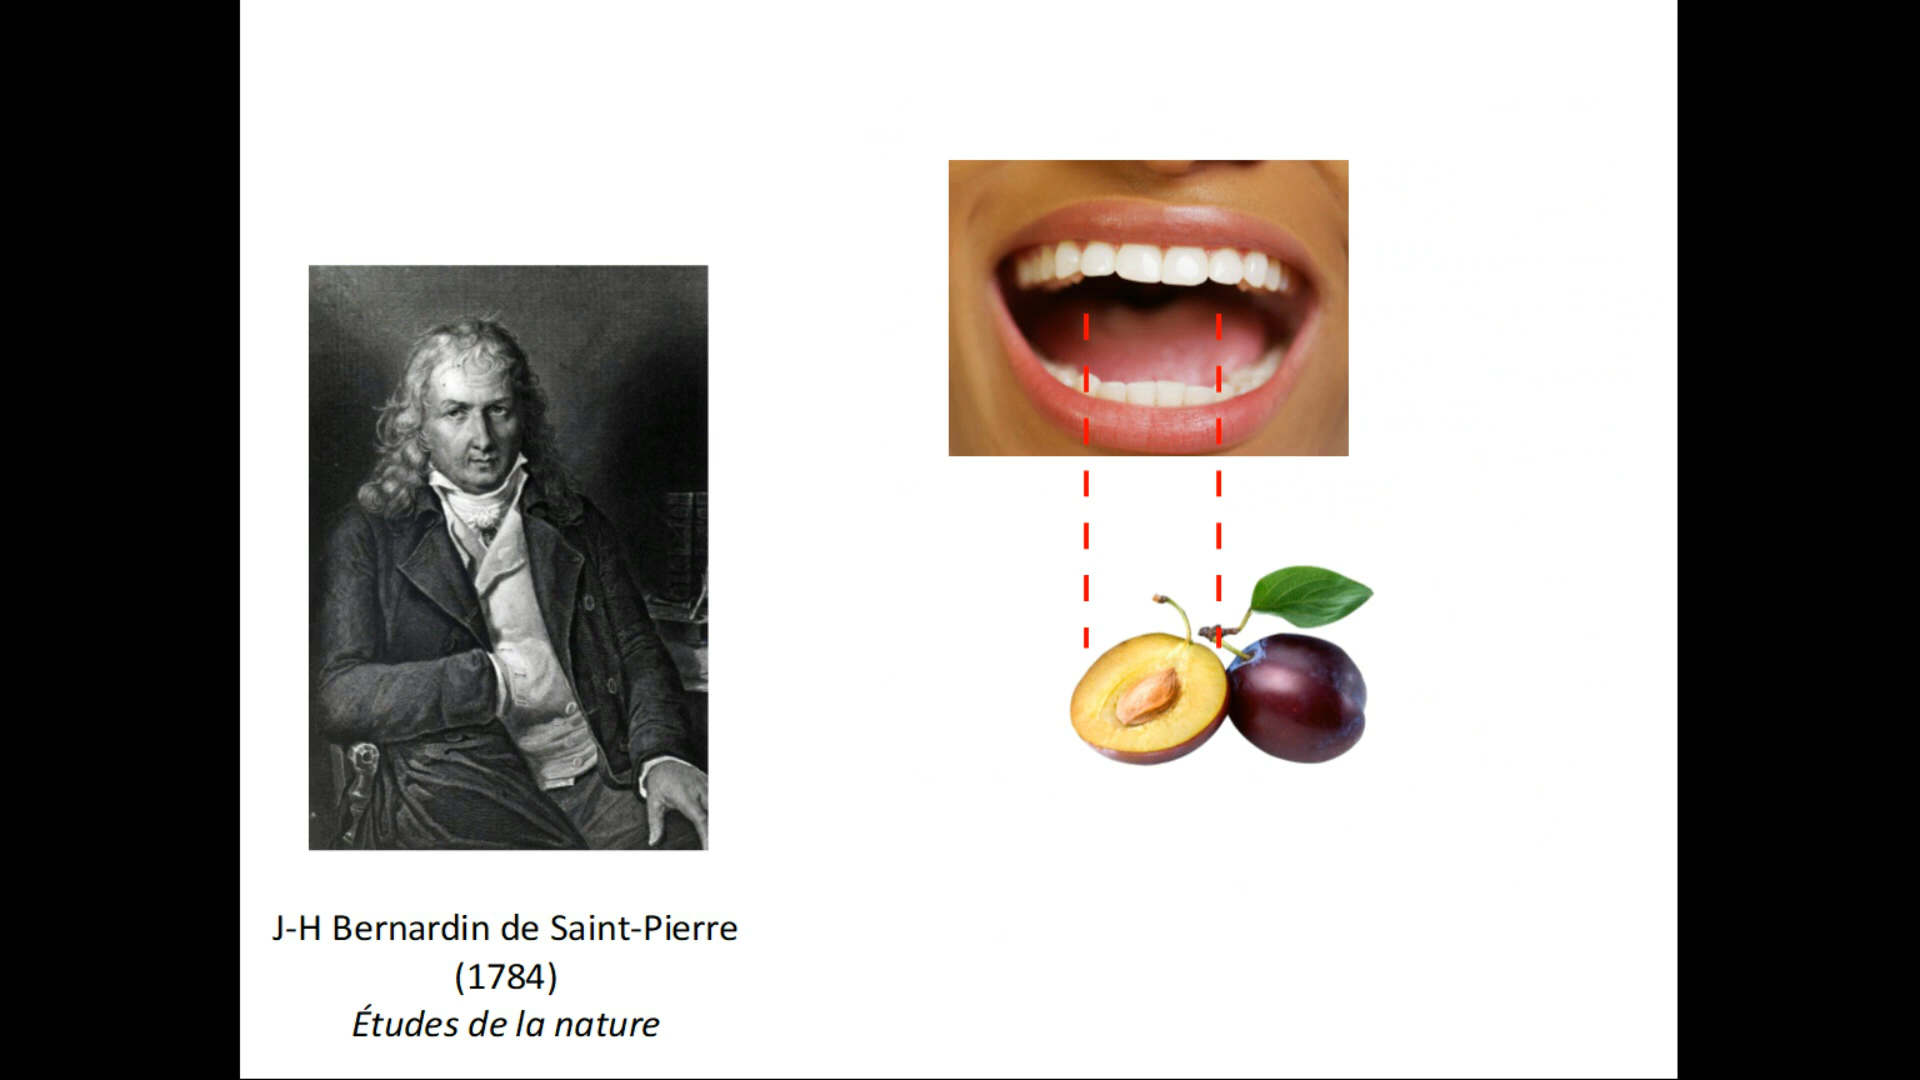 J-H Bernardin de Saint-Pierre
(1784)
Études de la nature